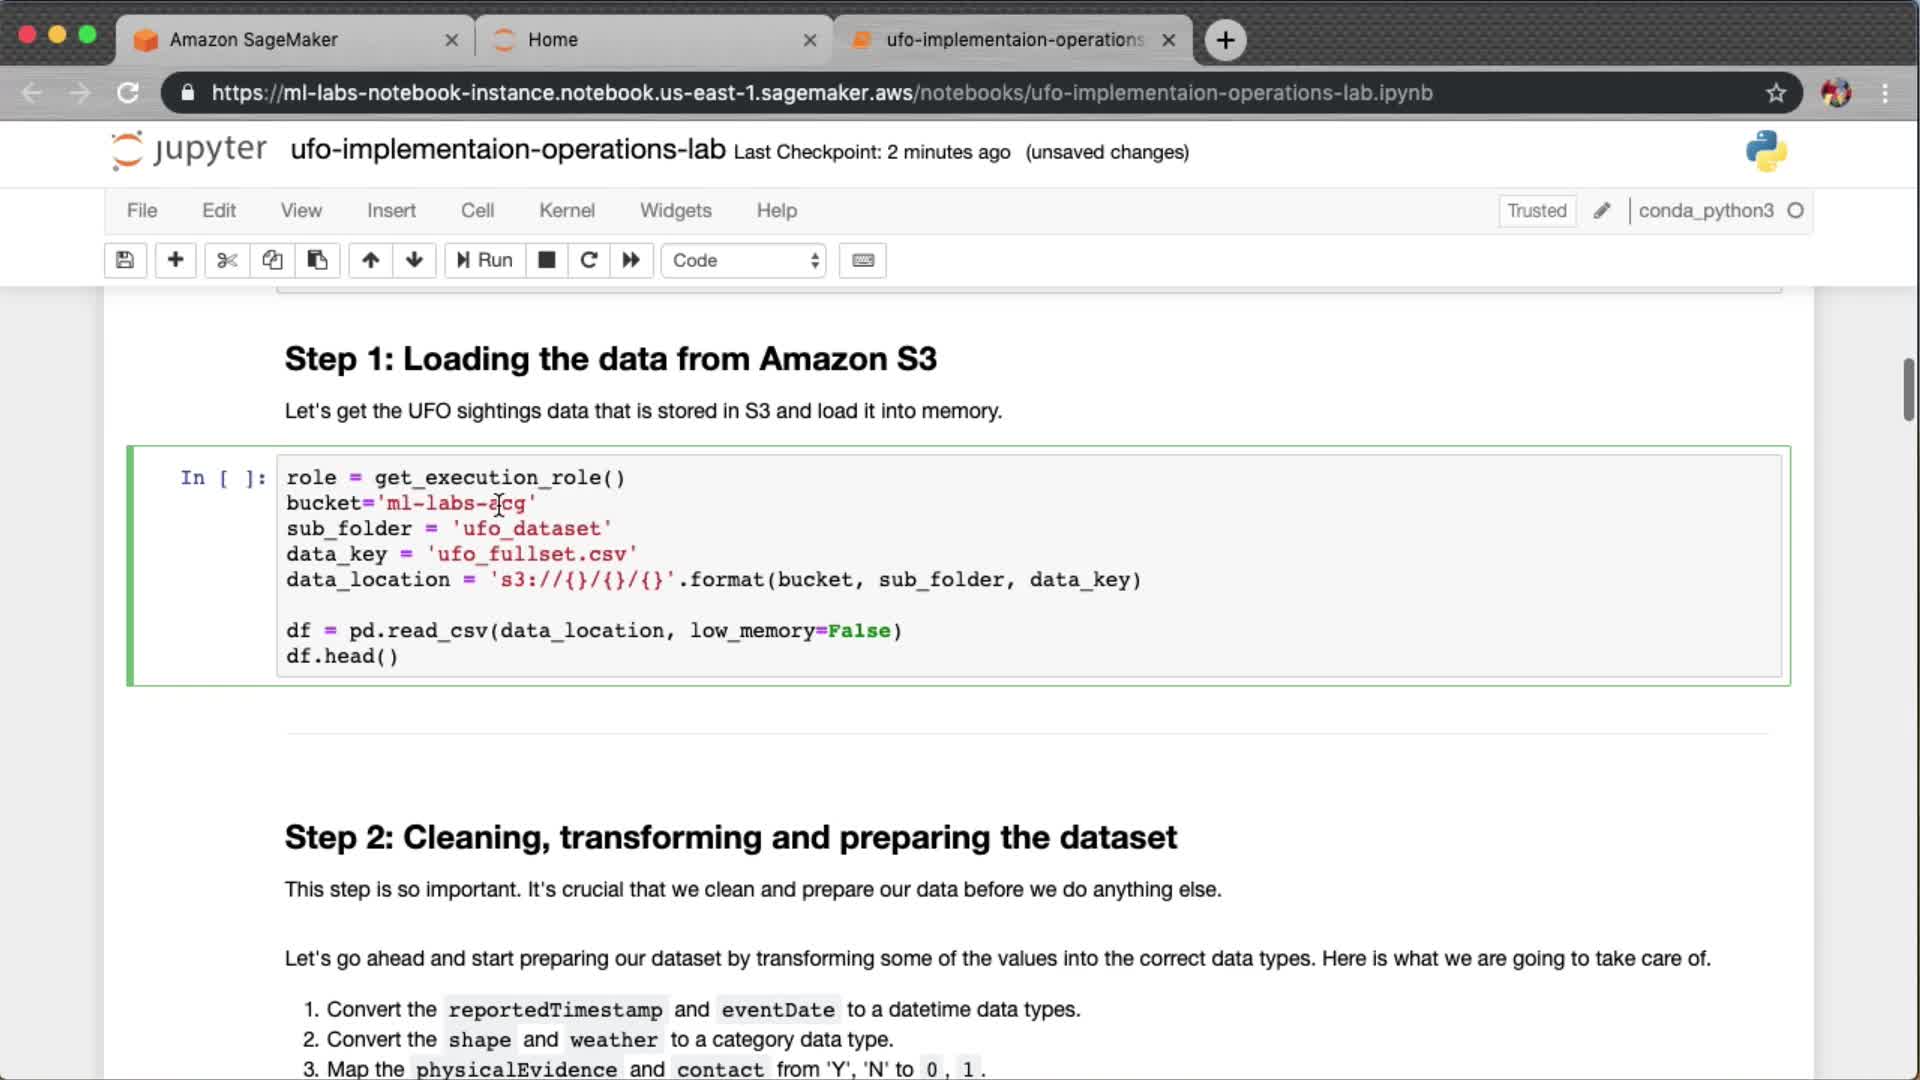 Amazon SageMaker
Home
ufo-implementaion-operations
https://ml-labs-notebook-instance.notebook.us-east-1.sagemaker.aws/notebooks/ufo-implementaion-operations-lab.ipynb
jupyter ufo-implementaion-operations-lab Last Checkpoint: 2 minutes ago (unsaved changes)
File Edit View Insert Cell Kernel Widgets Help Trusted conda_python3
Run Code
Step 1: Loading the data from Amazon S3
Let's get the UFO sightings data that is stored in S3 and load it into memory.
In [ ]: role = get_execution_role()
bucket='ml-labs-acg'
sub_folder = 'ufo_dataset'
data_key = 'ufo_fullset.csv'
data_location = 's3://{}/{}/{}'.format(bucket, sub_folder, data_key)
df = pd.read_csv(data_location, low_memory=False)
df.head()
Step 2: Cleaning, transforming and preparing the dataset
This step is so important. It's crucial that we clean and prepare our data before we do anything else.
Let's go ahead and start preparing our dataset by transforming some of the values into the correct data types. Here is what we are going to take care of.
1. Convert the reportedTimestamp and eventDate to a datetime data types.
2. Convert the shape and weather to a category data type.
3. Map the physicalEvidence and contact from 'Y', 'N' to 0, 1.